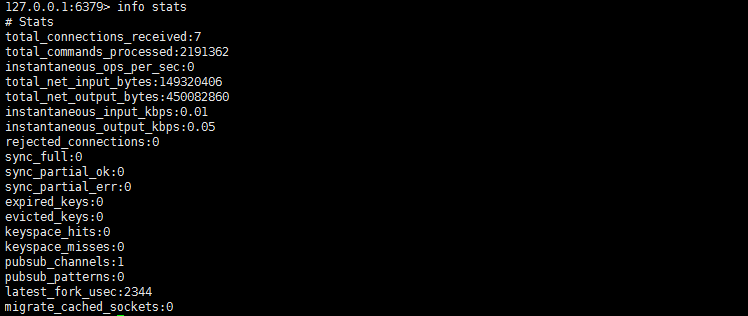 127.0.0.1:6379> info stats
# Stats
total_connections_received:7
total_commands_processed:2191362
instantaneous_ops_per_sec:0
total_net_input_bytes:149320406
total_net_output_bytes:450082860
instantaneous_input_kbps:0.01
instantaneous_output_kbps:0.05
rejected_connections:0
sync_full:0
sync_partial_ok:0
sync_partial_err:0
expired_keys:0
evicted_keys:0
keyspace_hits:0
keyspace_misses:0
pubsub_channels:1
pubsub_patterns:0
latest_fork_usec:2344
migrate_cached_sockets:0